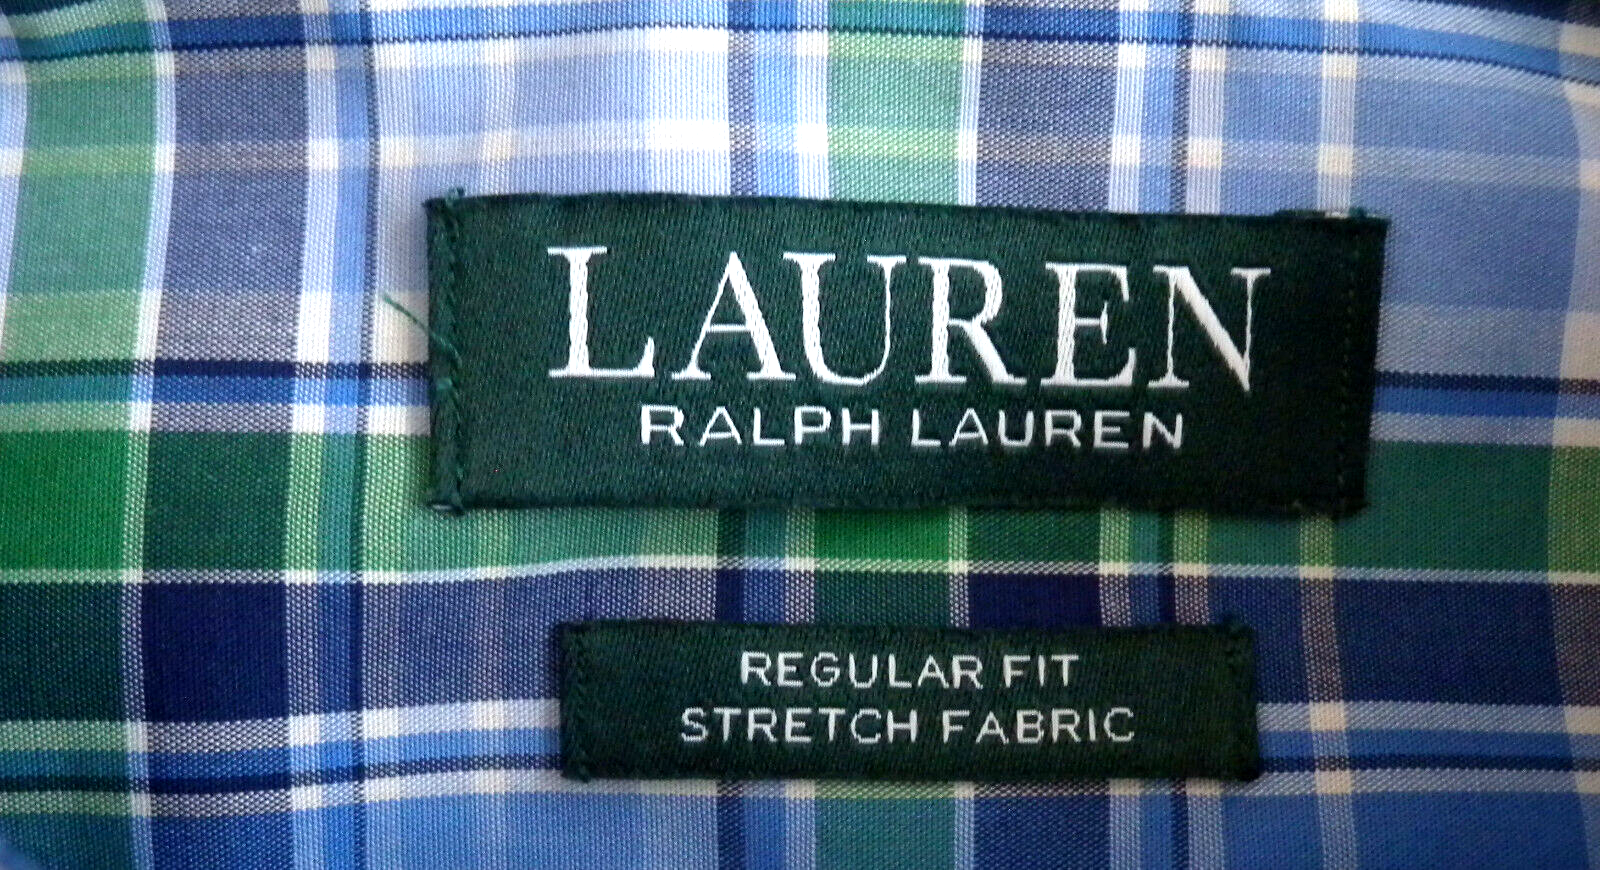 LAUREN
RALPH LAUREN
REGULAR FIT
STRETCH FABRIC